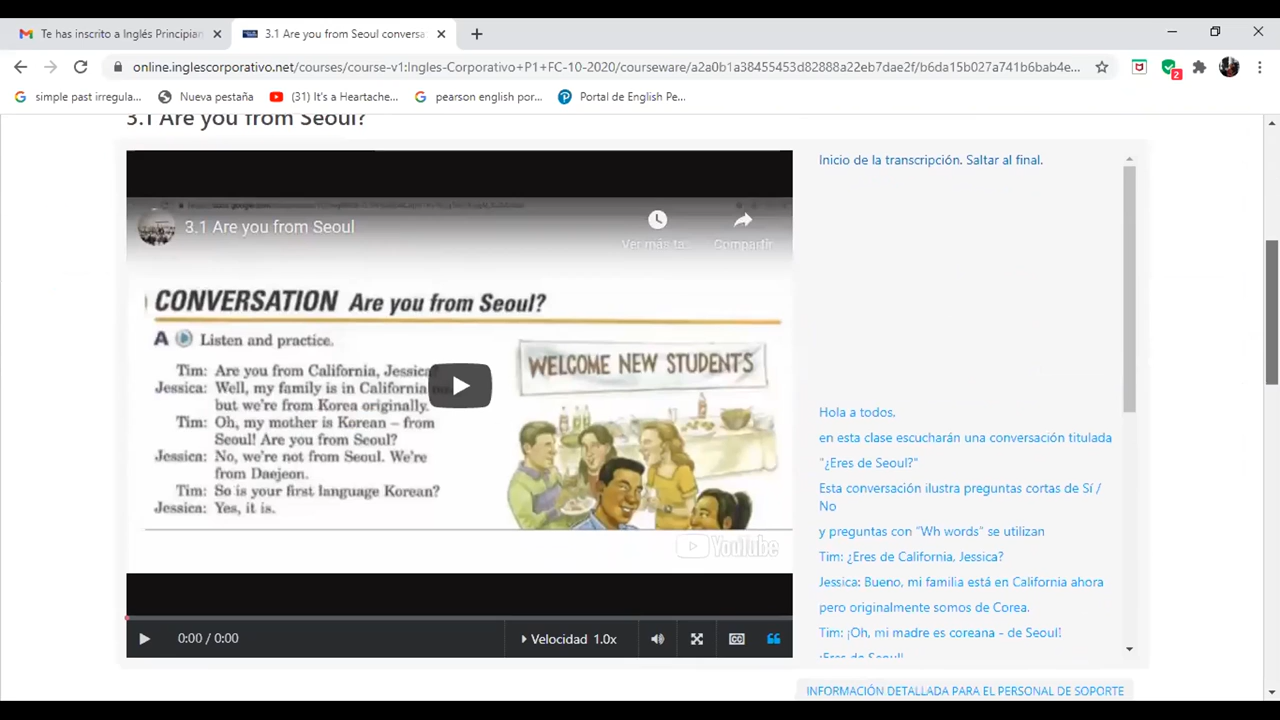 Te has inscrito a Inglés Principian
3.1 Are you from Seoul conversa
online.inglescorporativo.net/courses/course-v1:Ingles-Corporativo+P1+FC-10-2020/courseware/a2a0b1a38455453d82888a22eb7dae2f/b6da15b027a741b6bab4e...
2
simple past irregula...
Nueva pestaña
(31) It's a Heartache...
pearson english por...
Portal de English Pe...
3.1 Are you from Seoul?
3.1 Are you from Seoul
Ver más ta...
Compartir
CONVERSATION Are you from Seoul?
A Listen and practice.
Tim: Are you from California, Jessica?
Jessica: Well, my family is in California
but we're from Korea originally.
Tim: Oh, my mother is Korean – from
Seoul! Are you from Seoul?
Jessica: No, we're not from Seoul. We're
from Daejeon.
Tim: So is your first language Korean?
Jessica: Yes, it is.
WELCOME NEW STUDENTS
YouTube
0:00 / 0:00
Velocidad 1.0x
Inicio de la transcripción. Saltar al final.
Hola a todos.
en esta clase escucharán una conversación titulada
"¿Eres de Seul?"
Esta conversación ilustra preguntas cortas de Sí /
No
y preguntas con "Wh words" se utilizan
Tim: ¿Eres de California, Jessica?
Jessica: Bueno, mi familia está en California ahora
pero originalmente somos de Corea.
Tim: ¡Oh, mi madre es coreana - de Seoul!
INFORMACIÓN DETALLADA PARA EL PERSONAL DE SOPORTE